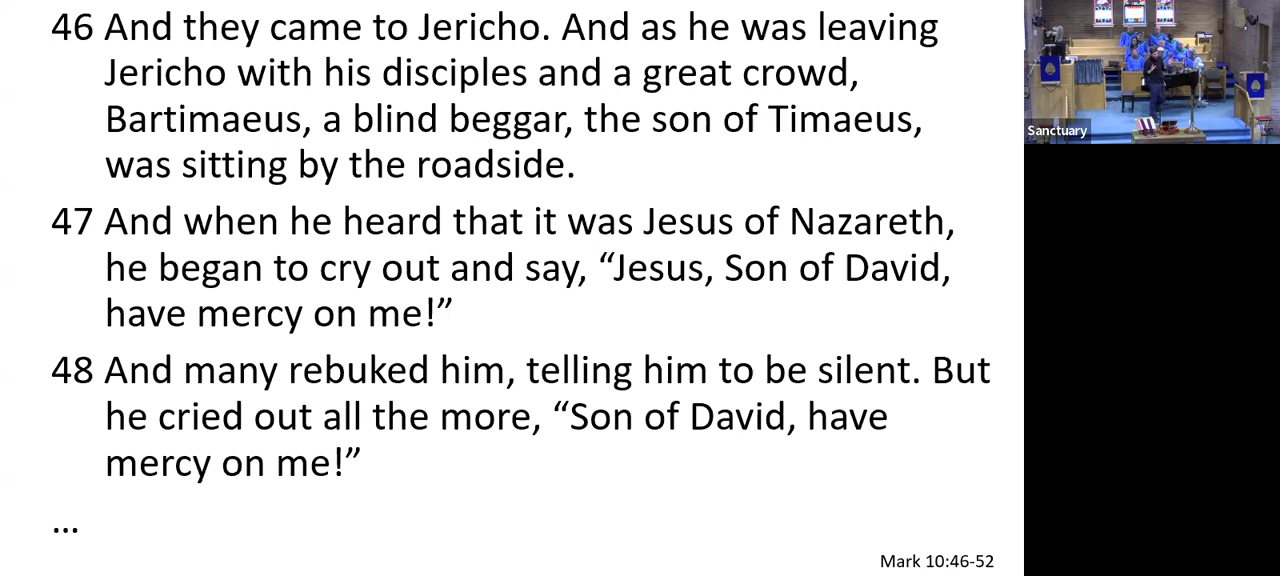 46 And they came to Jericho. And as he was leaving
Jericho with his disciples and a great crowd,
Bartimaeus, a blind beggar, the son of Timaeus,
was sitting by the roadside.
47 And when he heard that it was Jesus of Nazareth,
he began to cry out and say, “Jesus, Son of David,
have mercy on me!”
48 And many rebuked him, telling him to be silent. But
he cried out all the more, “Son of David, have
mercy on me!”
...
Mark 10:46-52
Sanctuary